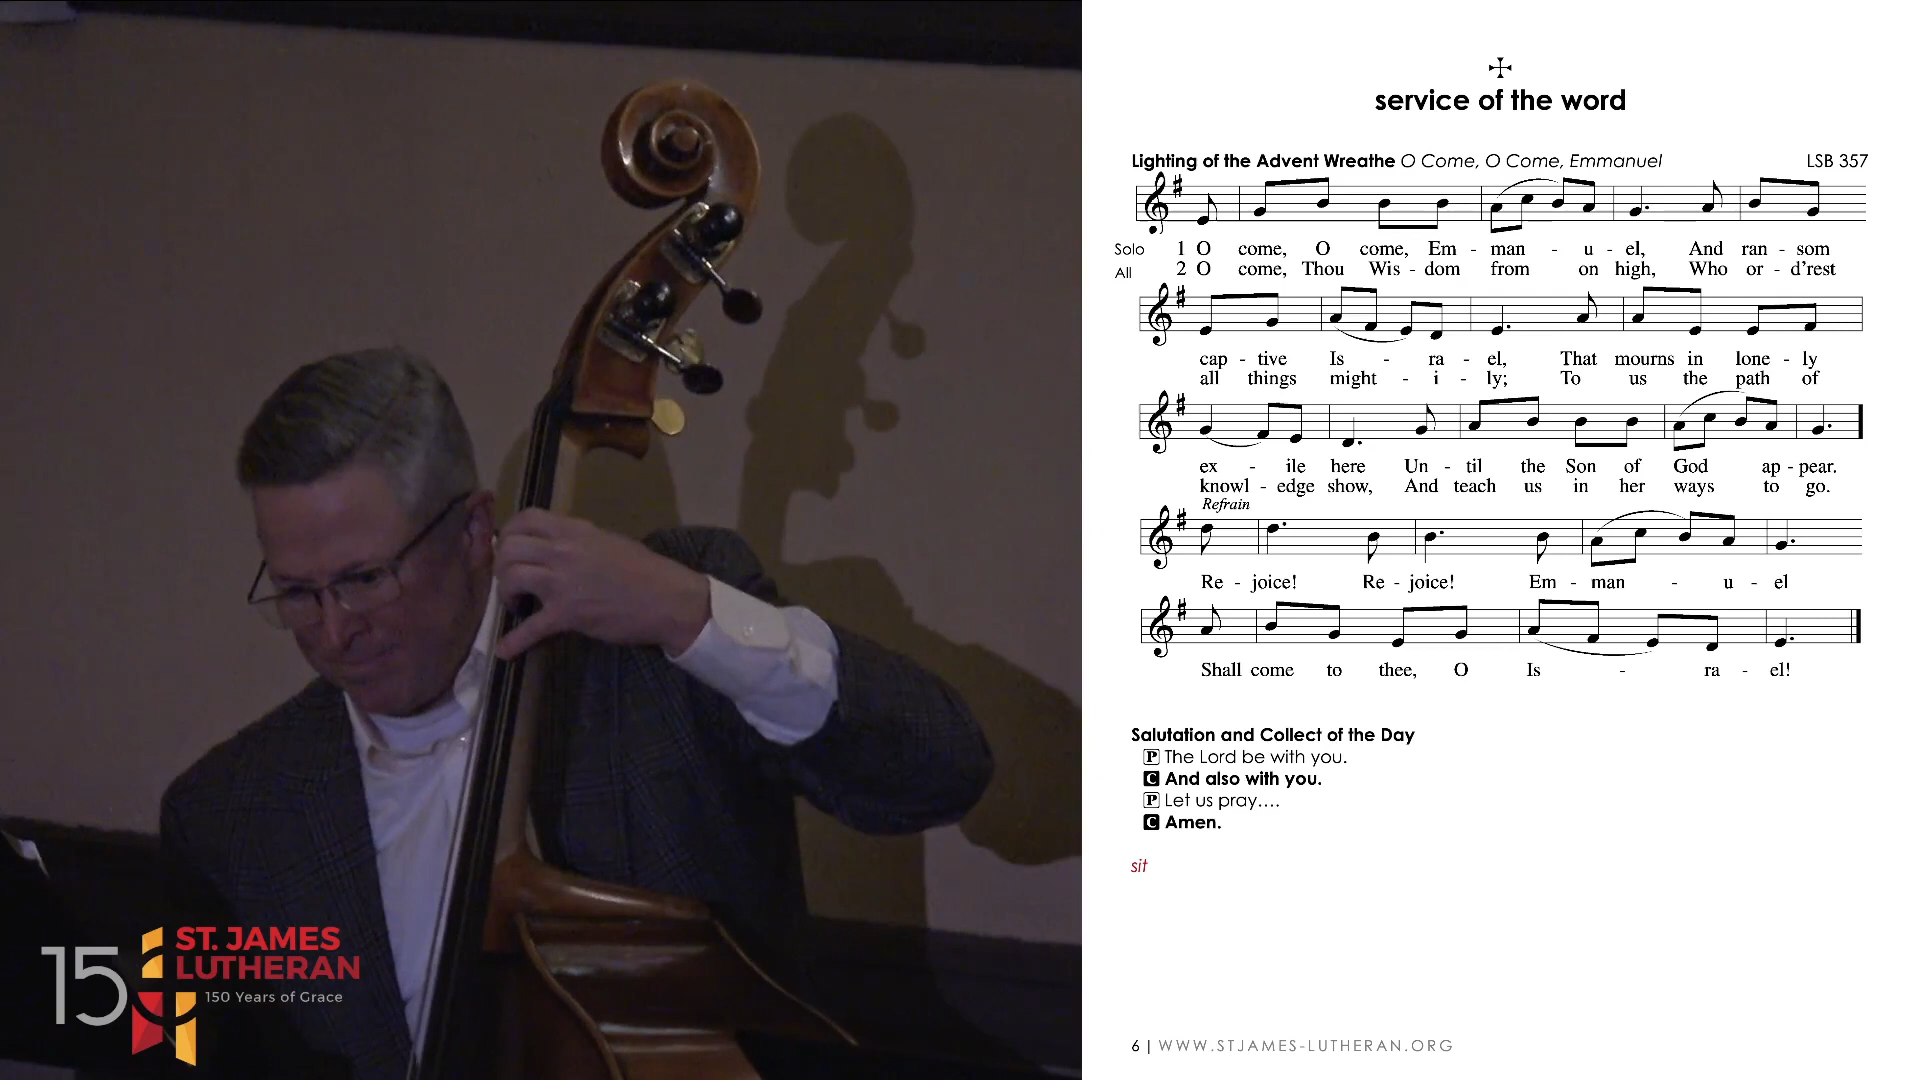 service of the word
Lighting of the Advent Wreathe O Come, O Come, Emmanuel LSB 357
Solo 1 O come, O come, Em - man - u - el, And ran - som
All 2 O come, Thou Wis - dom from on high, Who or - d'rest
cap - tive Is - ra - el, That mourns in lone - ly
all things might - i - ly; To us the path of
ex - ile here Un - til the Son of God ap - pear.
knowl - edge show, And teach us in her ways to go.
Refrain
Re - joice! Re - joice! Em - man - u - el
Shall come to thee, O Is - ra - el!
Salutation and Collect of the Day
P The Lord be with you.
C And also with you.
P Let us pray....
C Amen.
sit
6 | WWW.STJAMES-LUTHERAN.ORG
150
ST. JAMES
LUTHERAN
150 Years of Grace